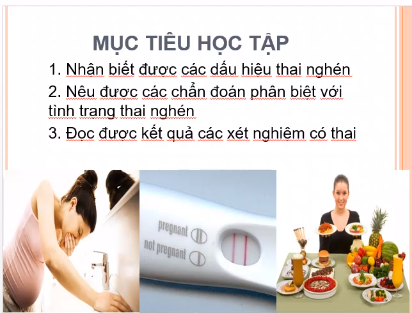 MỤC TIÊU HỌC TẬP
1. Nhận biết được các dấu hiệu thai nghén
2. Nêu được các chẩn đoán phân biệt với
tình trạng thai nghén
3. Đọc được kết quả các xét nghiệm có thai
pregnant
not pregnant